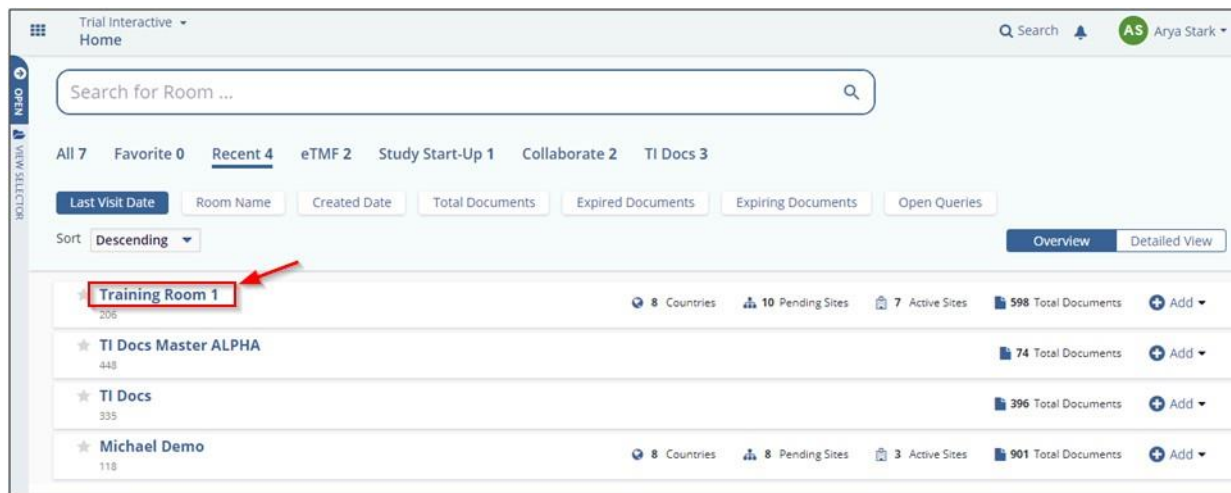 Trial Interactive
Home
Search
AS Arya Stark
OPEN
VIEW SELECTOR
Search for Room ...
All 7 Favorite 0 Recent 4 eTMF 2 Study Start-Up 1 Collaborate 2 TI Docs 3
Last Visit Date Room Name Created Date Total Documents Expired Documents Expiring Documents Open Queries
Sort Descending Overview Detailed View
Training Room 1 8 Countries 10 Pending Sites 7 Active Sites 598 Total Documents Add
206
TI Docs Master ALPHA 74 Total Documents Add
448
TI Docs 396 Total Documents Add
335
Michael Demo 8 Countries 8 Pending Sites 3 Active Sites 901 Total Documents Add
118